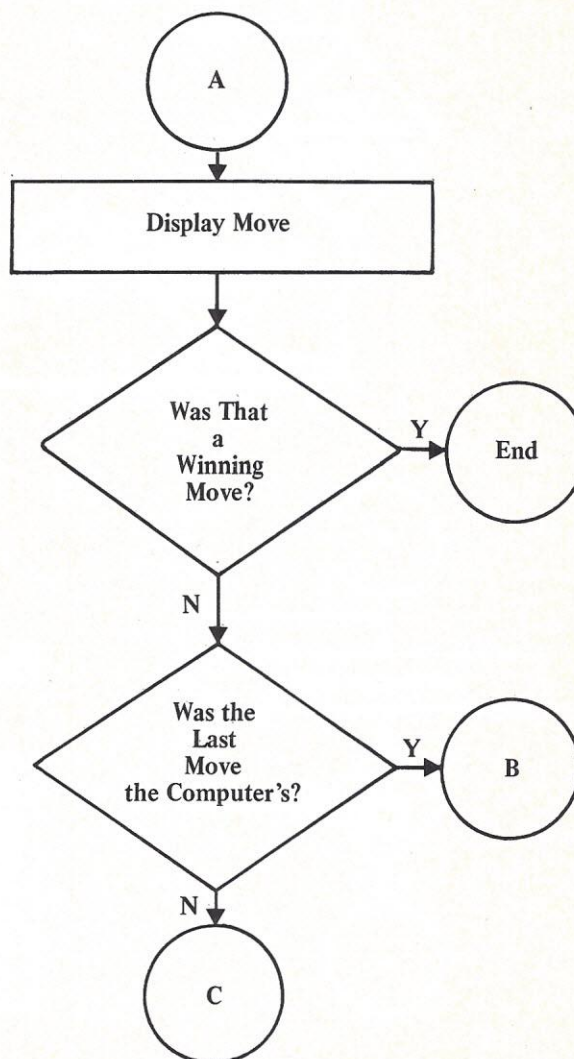 A
Display Move
Was That
a
Winning
Move?
Y
End
N
Was the
Last
Move
the Computer's?
Y
B
N
C